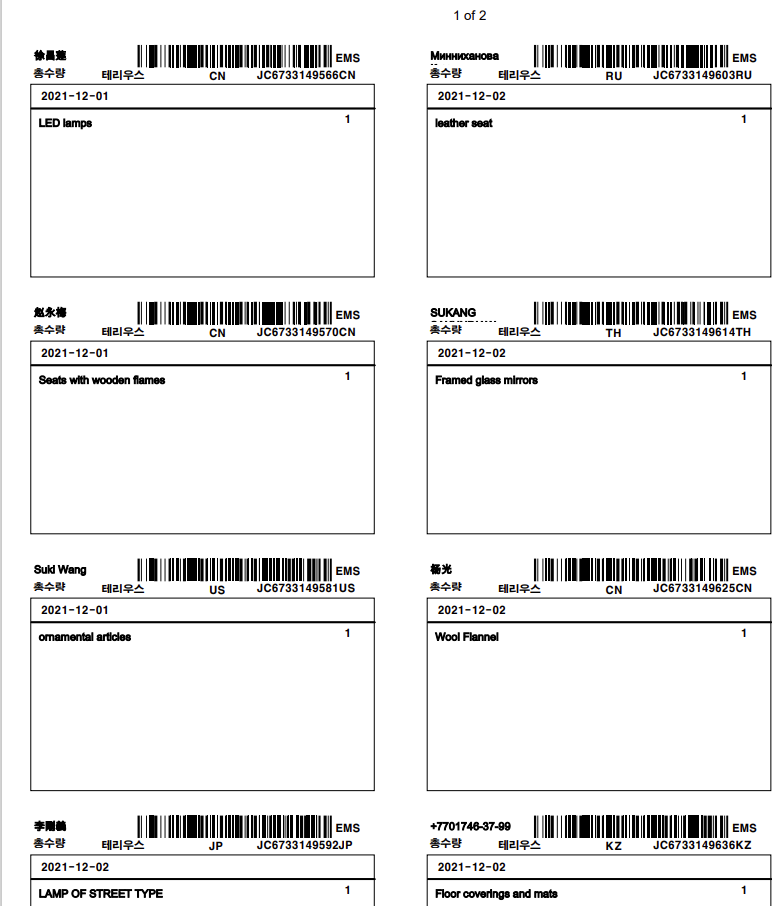 1 of 2
徐昌莲 EMS
총수량 테리우스 CN JC6733149566CN
2021-12-01
LED lamps 1
赵永梅 EMS
총수량 테리우스 CN JC6733149570CN
2021-12-01
Seats with wooden flames 1
Suki Wang EMS
총수량 테리우스 US JC6733149581US
2021-12-01
ornamental articles 1
EMS
총수량 테리우스 JP JC6733149592JP
2021-12-02
LAMP OF STREET TYPE 1
Минниханова EMS
총수량 테리우스 RU JC6733149603RU
2021-12-02
leather seat 1
SUKANG EMS
총수량 테리우스 TH JC6733149614TH
2021-12-02
Framed glass mirrors 1
杨光 EMS
총수량 테리우스 CN JC6733149625CN
2021-12-02
Wool Flannel 1
+7701746-37-99 EMS
총수량 테리우스 KZ JC6733149636KZ
2021-12-02
Floor coverings and mats 1